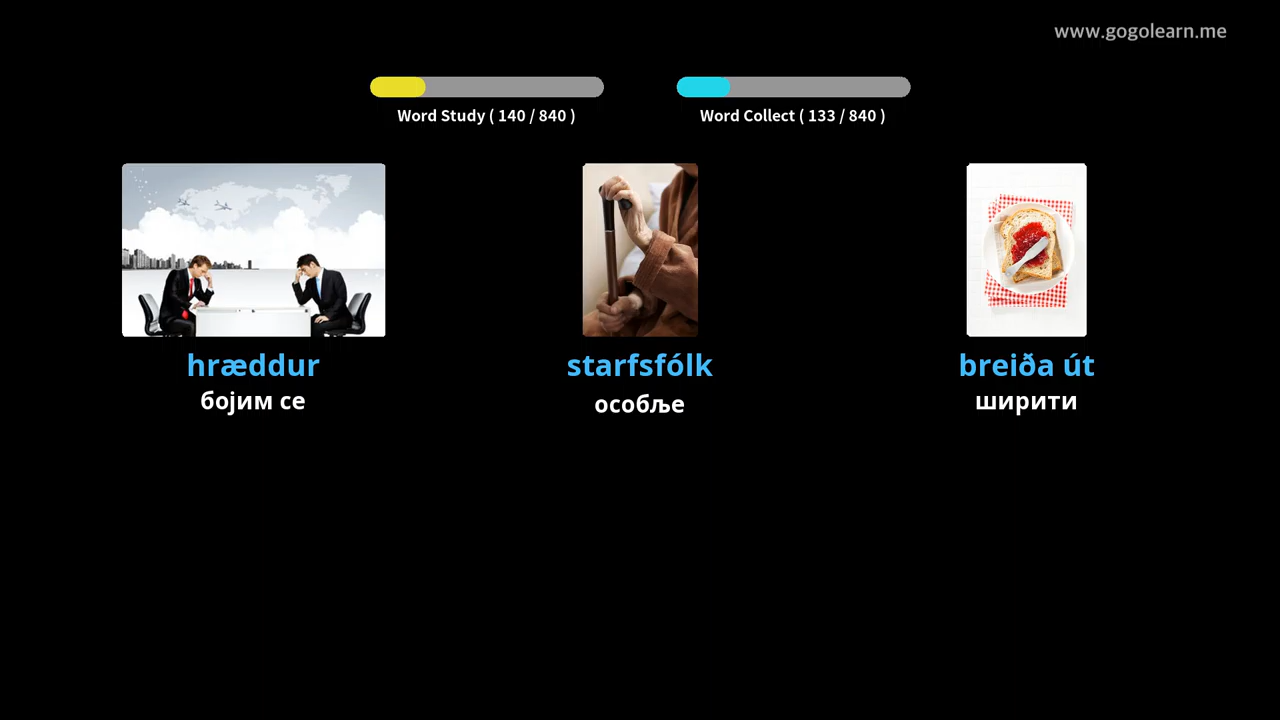 www.gogolearn.me
Word Study ( 140 / 840 )
Word Collect ( 133 / 840 )
hræddur
бојим се
starfsfólk
особље
breiða út
ширити